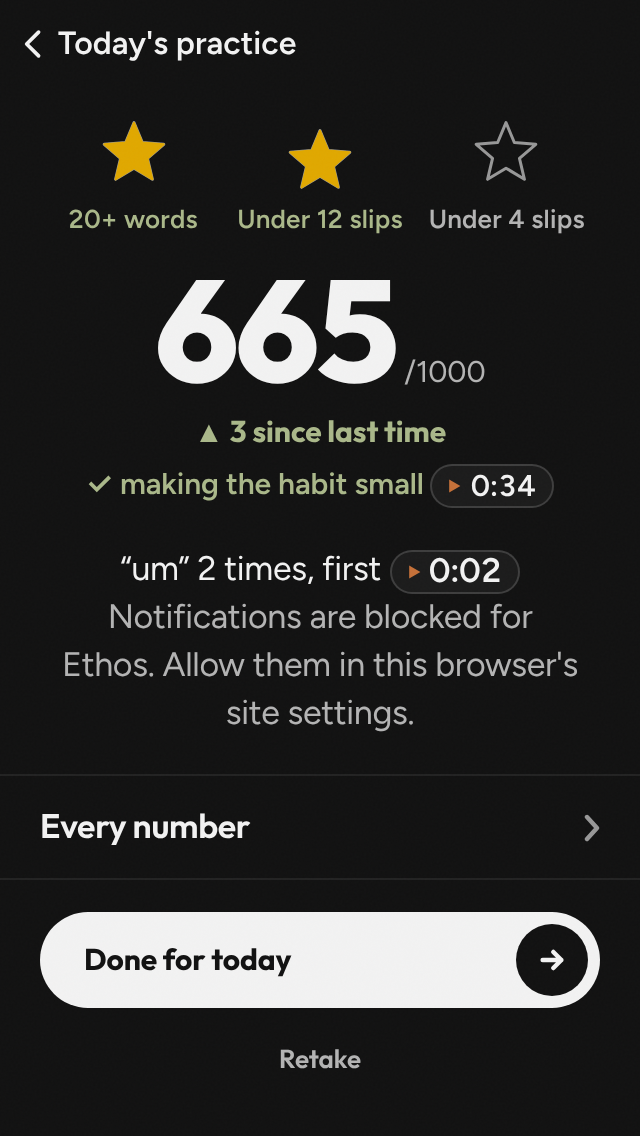 Today's practice
20+ words
Under 12 slips
Under 4 slips
665 /1000
▲ 3 since last time
✓ making the habit small ▶ 0:34
“um” 2 times, first ▶ 0:02
Notifications are blocked for
Ethos. Allow them in this browser's
site settings.
Every number
Done for today
Retake